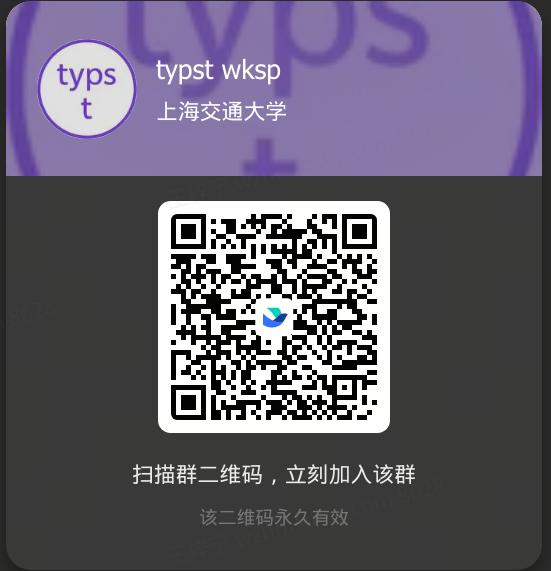 typs
t
typst wksp
上海交通大学
typs
t
扫描群二维码，立刻加入该群
该二维码永久有效